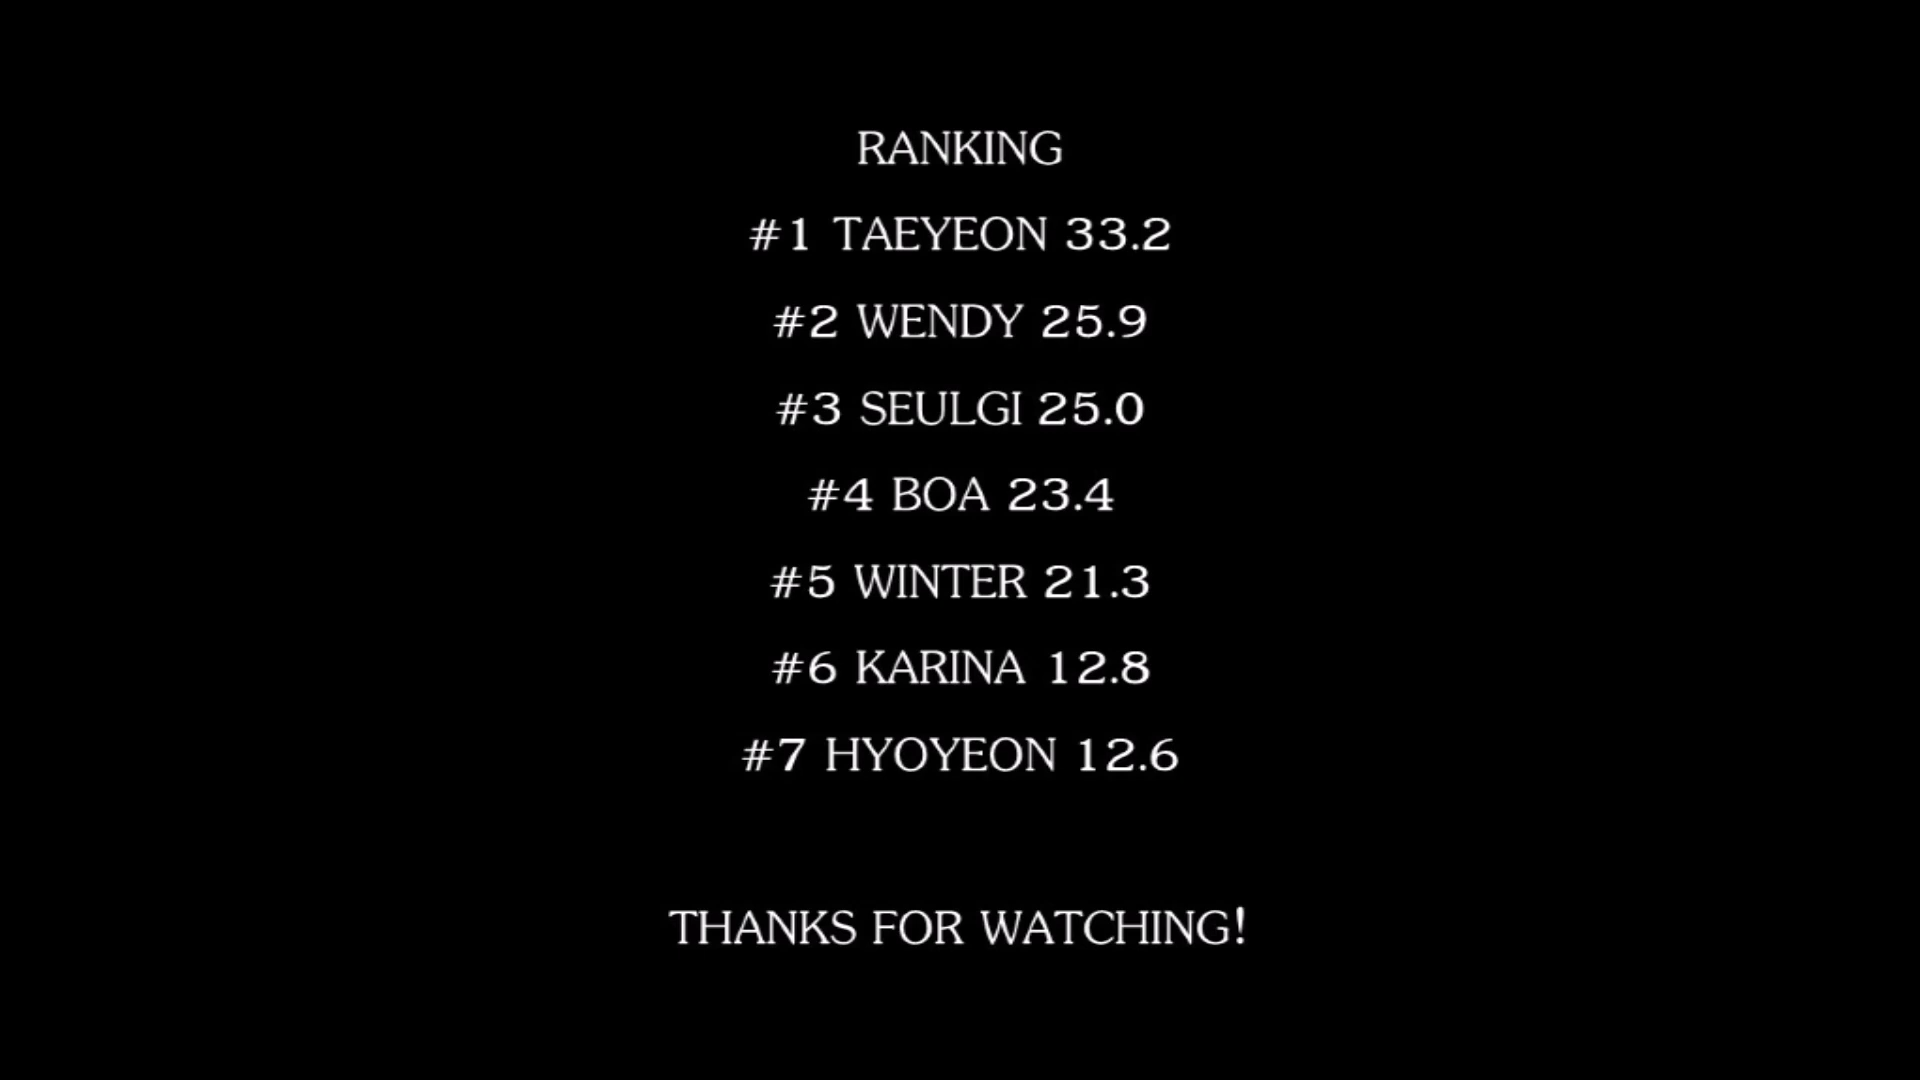 RANKING
#1 TAEYEON 33.2
#2 WENDY 25.9
#3 SEULGI 25.0
#4 BOA 23.4
#5 WINTER 21.3
#6 KARINA 12.8
#7 HYOYEON 12.6
THANKS FOR WATCHING!